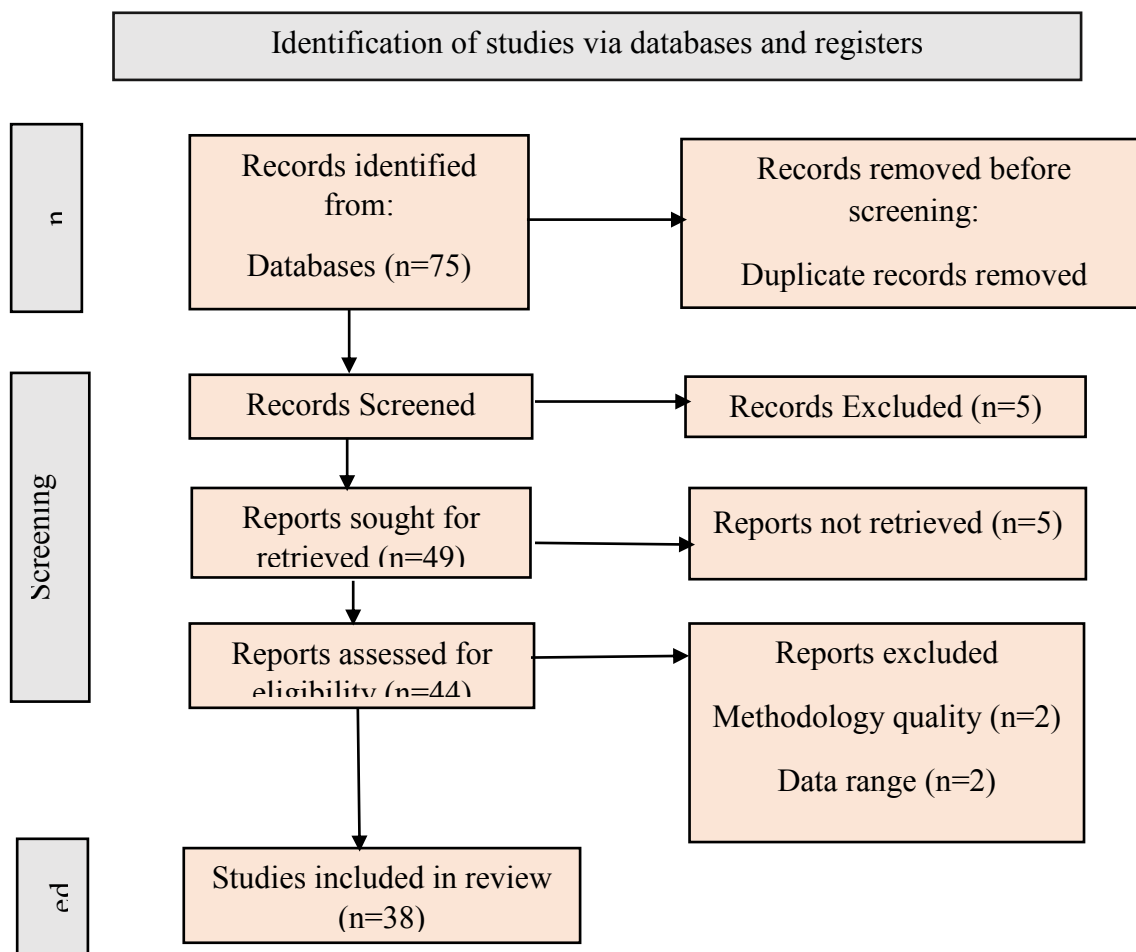 Identification of studies via databases and registers
n
Records identified
from:
Databases (n=75)
Records removed before
screening:
Duplicate records removed
Screening
Records Screened
Records Excluded (n=5)
Reports sought for
retrieved (n=49)
Reports not retrieved (n=5)
Reports assessed for
eligibility (n=44)
Reports excluded
Methodology quality (n=2)
Data range (n=2)
ed
Studies included in review
(n=38)